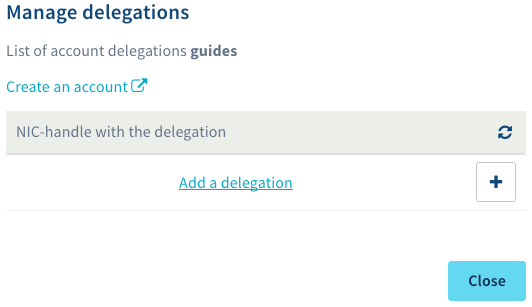 Manage delegations
List of account delegations guides
Create an account
NIC-handle with the delegation
Add a delegation
Close